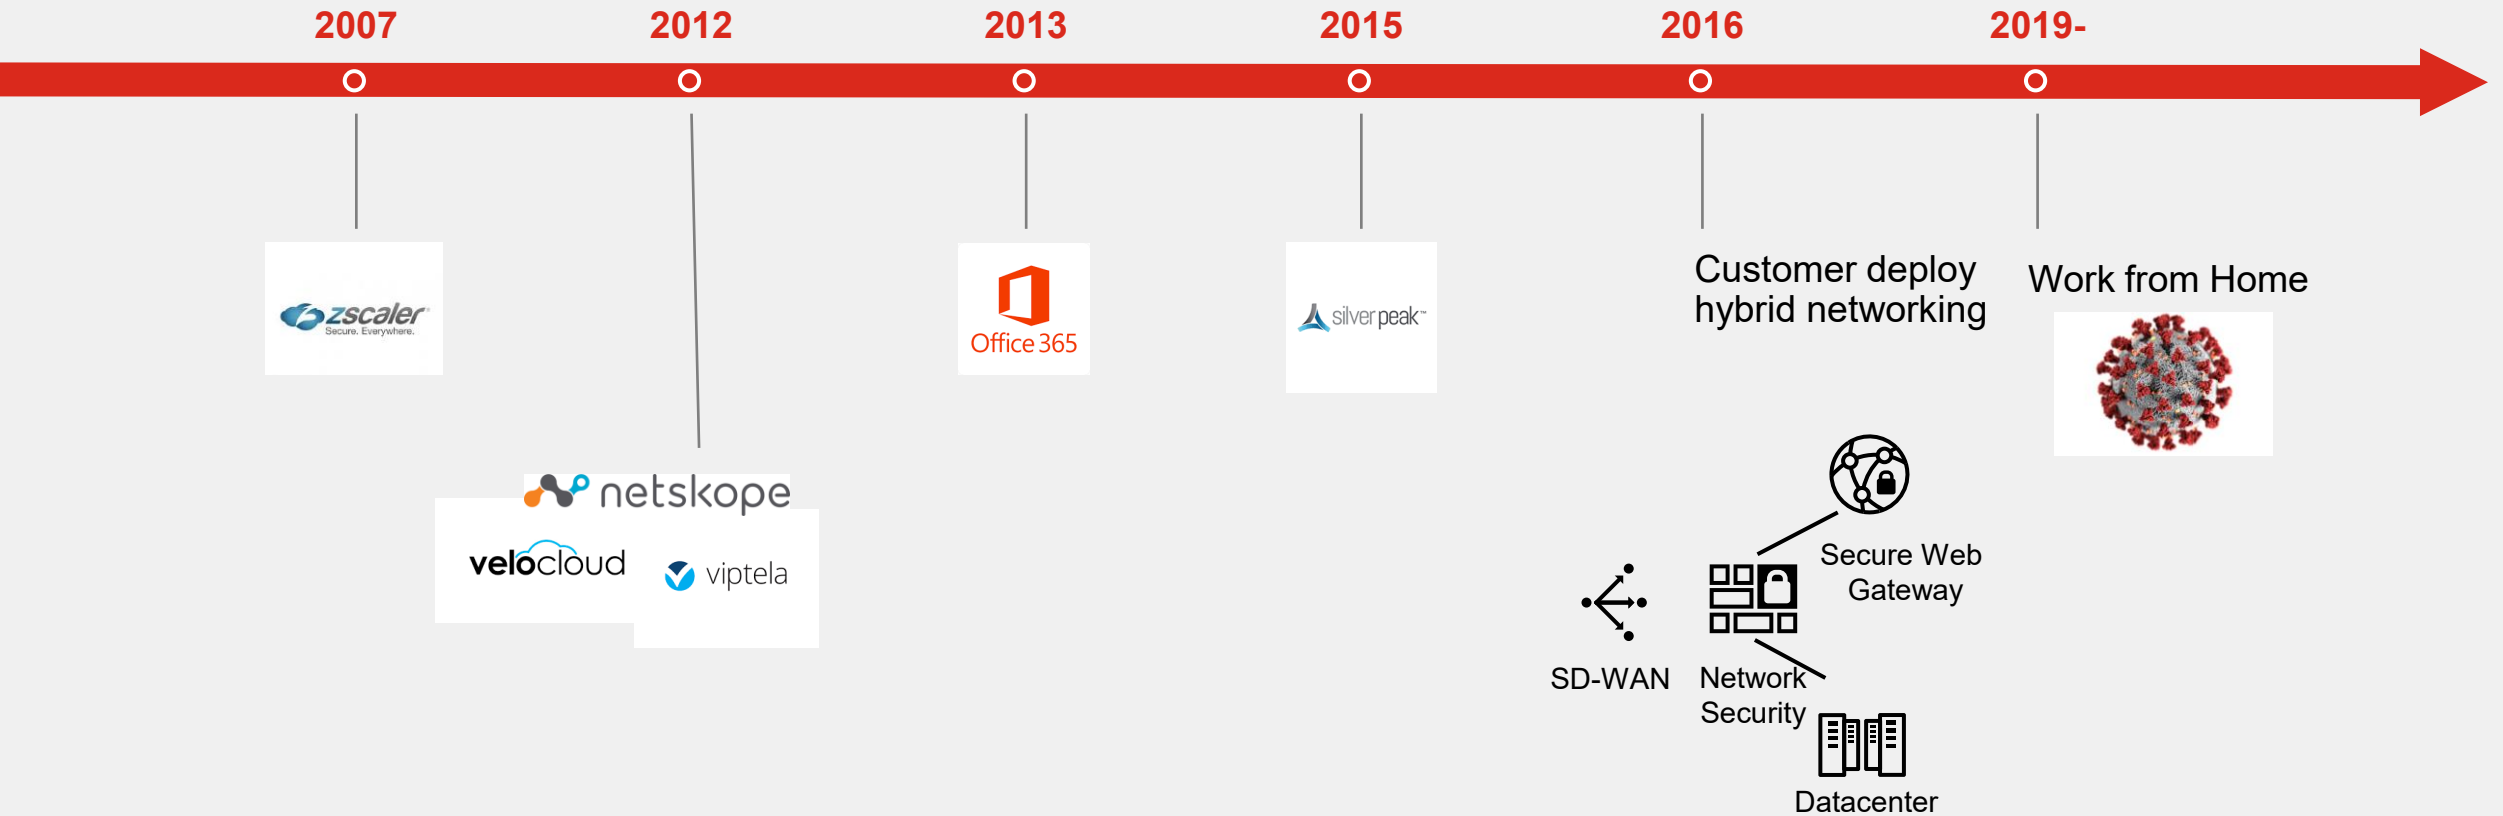 2007
2012
2013
2015
2016
2019-
zscaler
Secure. Everywhere.
netskope
velocloud
viptela
Office 365
silver peak™
Customer deploy
hybrid networking
Work from Home
Secure Web
Gateway
SD-WAN
Network
Security
Datacenter